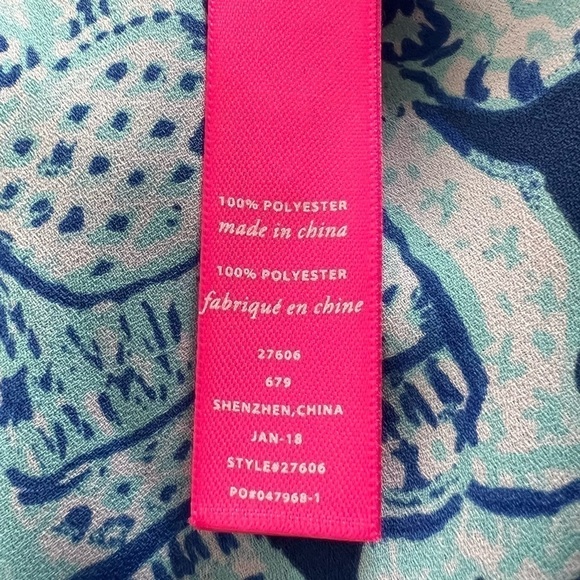 100% POLYESTER
made in china
100% POLYESTER
fabriqué en chine
27606
679
SHENZHEN,CHINA
JAN-18
STYLE#27606
PO#047968-1